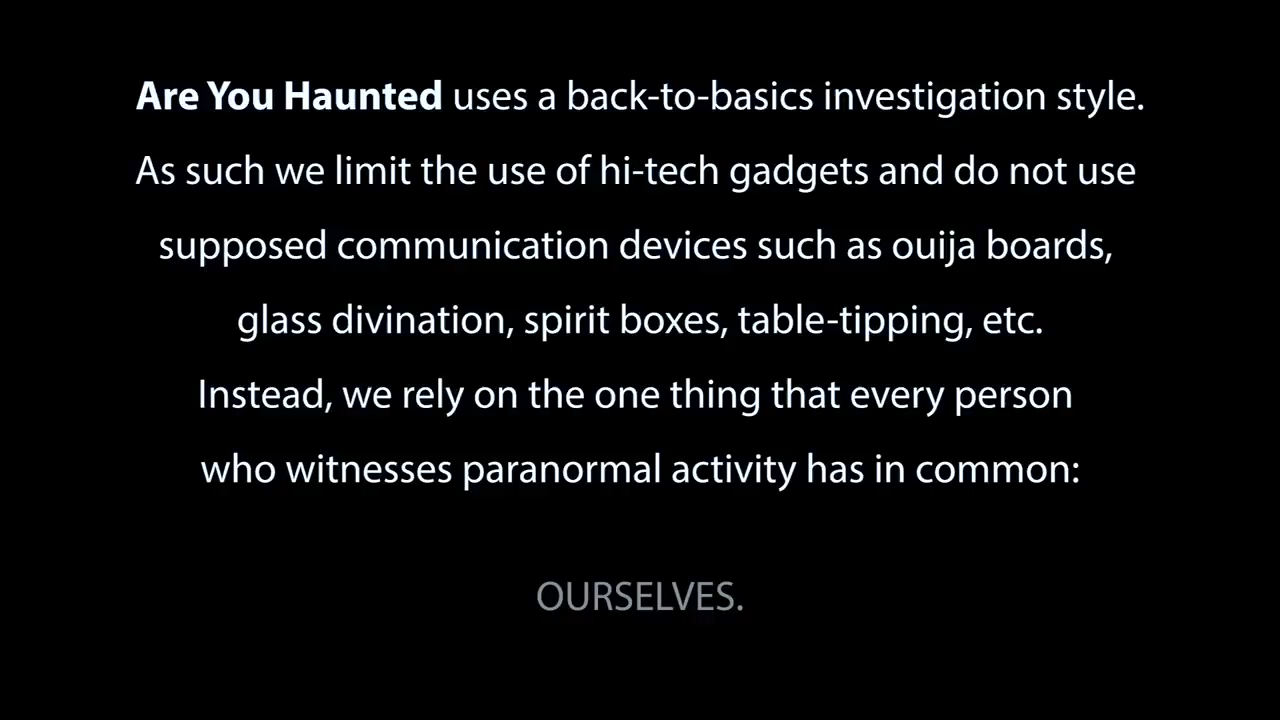 Are You Haunted uses a back-to-basics investigation style.
As such we limit the use of hi-tech gadgets and do not use
supposed communication devices such as ouija boards,
glass divination, spirit boxes, table-tipping, etc.
Instead, we rely on the one thing that every person
who witnesses paranormal activity has in common:
OURSELVES.